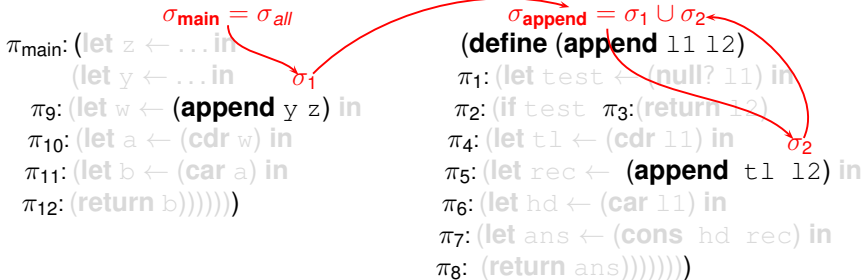 σmain = σall
πmain: (let z ← ... in
(let y ← ... in
σ1
π9: (let w ← (append y z) in
π10: (let a ← (cdr w) in
π11: (let b ← (car a) in
π12: (return b))))))
σappend = σ1 ∪ σ2
(define (append l1 l2)
π1: (let test ← (null? l1) in
π2: (if test π3: (return l2)
π4: (let tl ← (cdr l1) in
σ2
π5: (let rec ← (append tl l2) in
π6: (let hd ← (car l1) in
π7: (let ans ← (cons hd rec) in
π8: (return ans)))))))